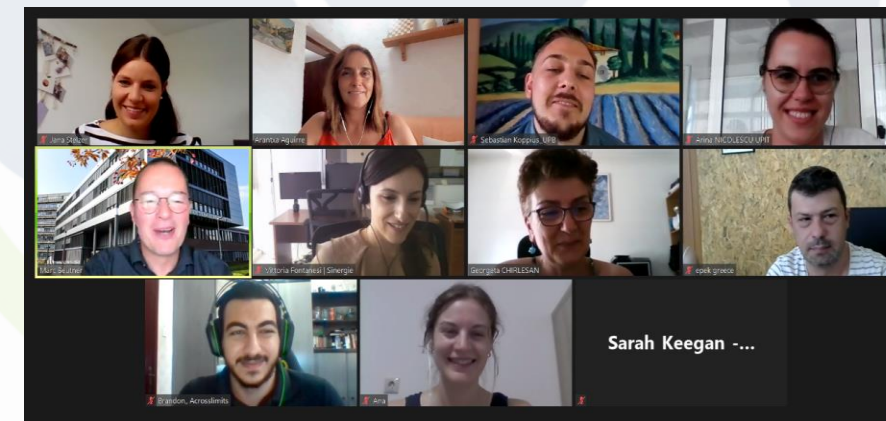 Jana Stelzer
Arantxa Aguirre
Sebastian Koppius_UPB
Anna NICOLESCU UPIT
Marc Beutner
Vittoria Fontanesi | Sinergie
Georgeta CHIRLESAN
epek greece
Brandon, Acrosslimits
Ana
Sarah Keegan -...